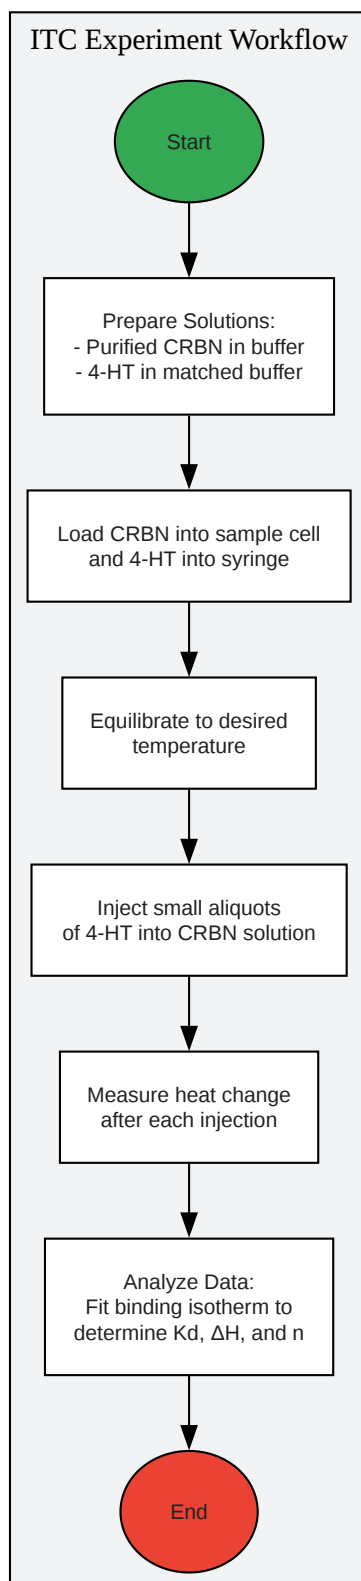 ITC Experiment Workflow
Start
Prepare Solutions:
- Purified CRBN in buffer
- 4-HT in matched buffer
Load CRBN into sample cell
and 4-HT into syringe
Equilibrate to desired
temperature
Inject small aliquots
of 4-HT into CRBN solution
Measure heat change
after each injection
Analyze Data:
Fit binding isotherm to
determine Kd, ΔH, and n
End